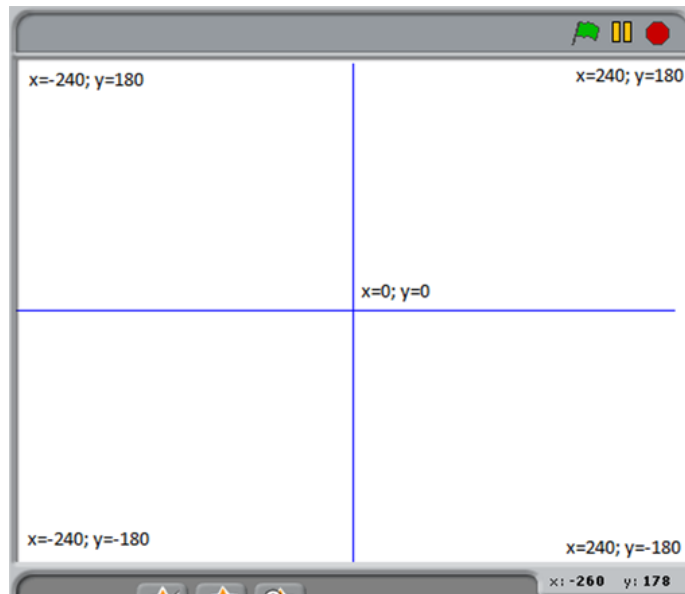 x=-240; y=180
x=240; y=180
x=0; y=0
x=-240; y=-180
x=240; y=-180
x: -260 y: 178